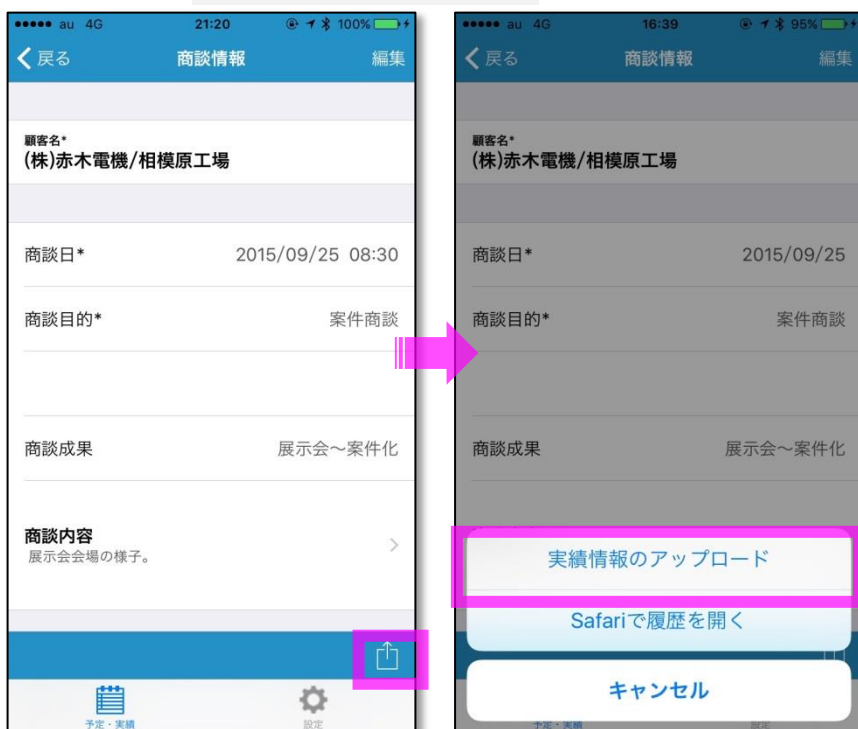 au 4G 21:20 100%
戻る 商談情報 編集
顧客名*
(株)赤木電機/相模原工場
商談日* 2015/09/25 08:30
商談目的* 案件商談
商談成果 展示会～案件化
商談内容
展示会会場の様子。
予定・実績 設定
au 4G 16:39 95%
戻る 商談情報 編集
顧客名*
(株)赤木電機/相模原工場
商談日* 2015/09/25
商談目的* 案件商談
商談成果 展示会～案件化
実績情報のアップロード
Safariで履歴を開く
キャンセル
予定・実績 設定